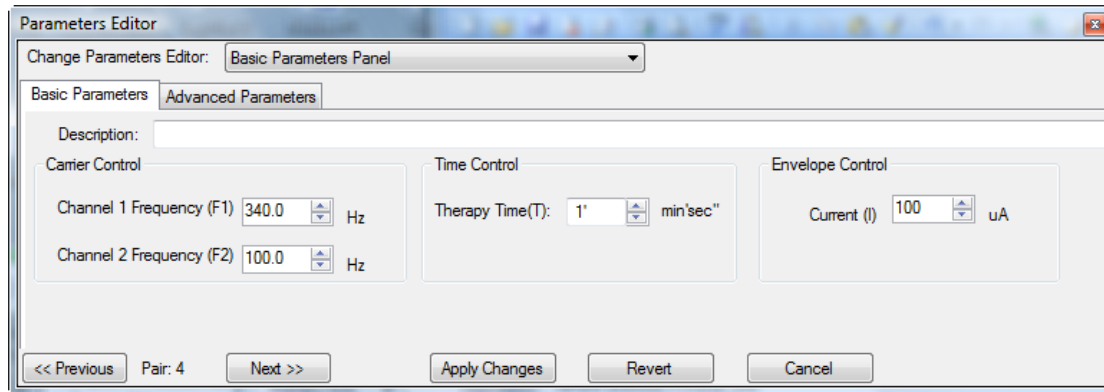 Parameters Editor
Change Parameters Editor: Basic Parameters Panel
Basic Parameters Advanced Parameters
Description:
Carrier Control
Channel 1 Frequency (F1) 340.0 Hz
Channel 2 Frequency (F2) 100.0 Hz
Time Control
Therapy Time(T): 1' min'sec"
Envelope Control
Current (I) 100 uA
<< Previous Pair: 4 Next >> Apply Changes Revert Cancel